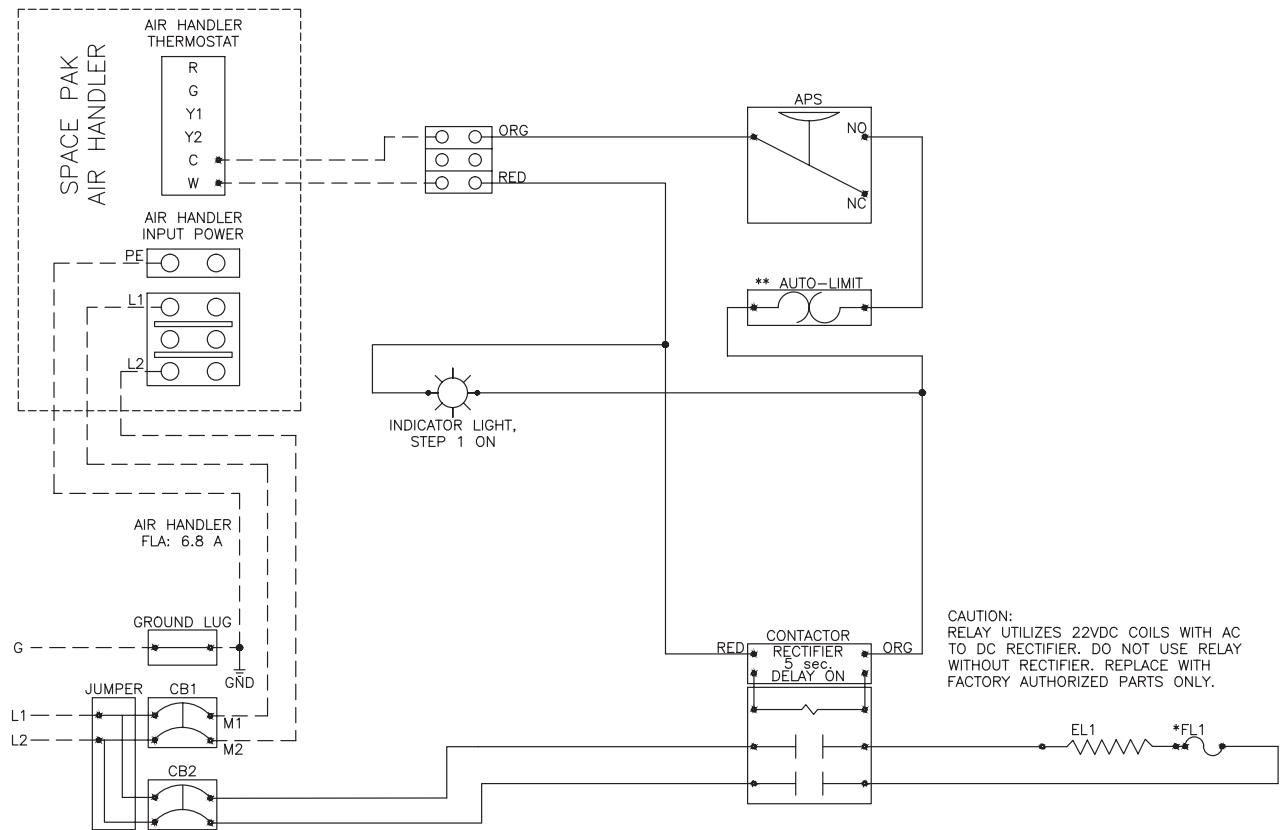 AIR HANDLER
THERMOSTAT
SPACE PAK
AIR HANDLER
R
G
Y1
Y2
C
W
ORG
RED
APS
NO
NC
AIR HANDLER
INPUT POWER
PE
L1
L2
** AUTO-LIMIT
INDICATOR LIGHT,
STEP 1 ON
AIR HANDLER
FLA: 6.8 A
GROUND LUG
G
GND
JUMPER
CB1
L1
L2
M1
M2
CB2
CONTACTOR
RED
RECTIFIER
ORG
5 sec.
DELAY ON
CAUTION:
RELAY UTILIZES 22VDC COILS WITH AC
TO DC RECTIFIER. DO NOT USE RELAY
WITHOUT RECTIFIER. REPLACE WITH
FACTORY AUTHORIZED PARTS ONLY.
EL1
*FL1